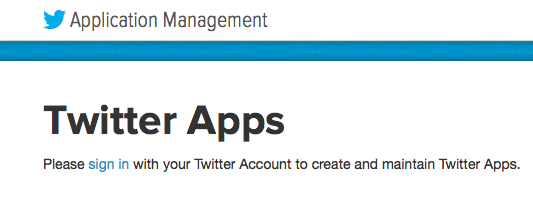 Application Management
Twitter Apps
Please sign in with your Twitter Account to create and maintain Twitter Apps.